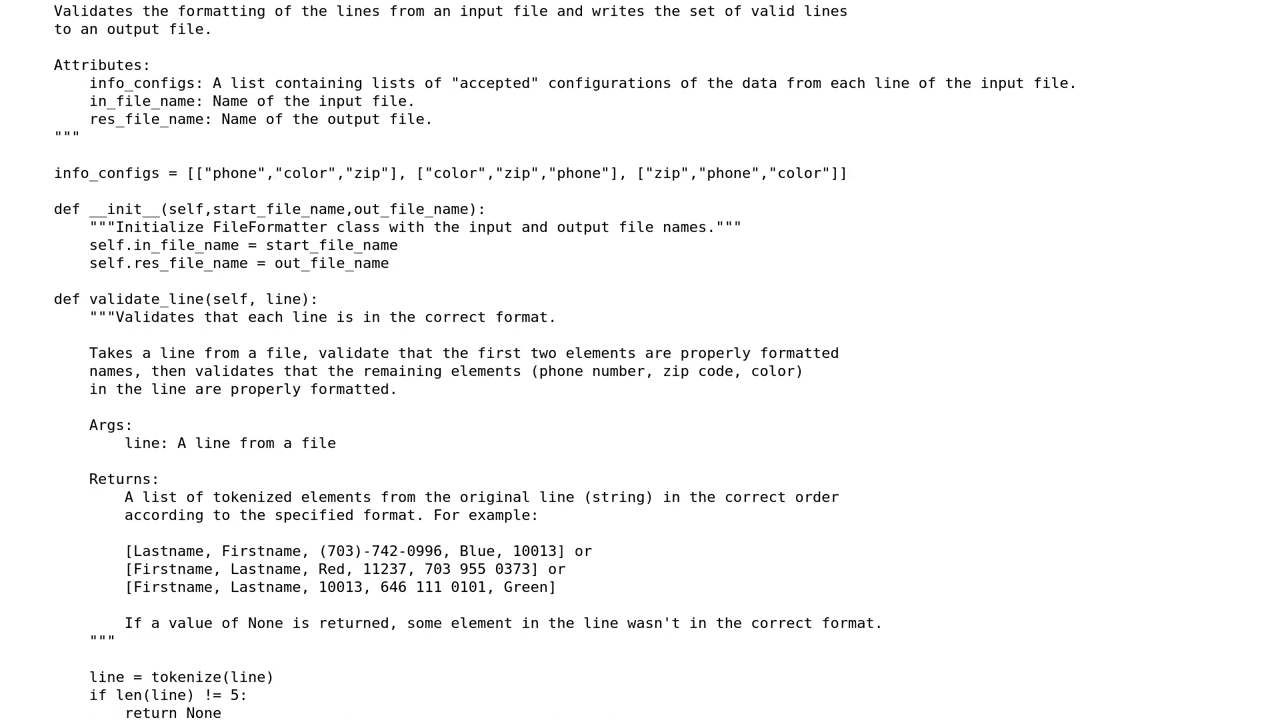 Validates the formatting of the lines from an input file and writes the set of valid lines
to an output file.

Attributes:
    info_configs: A list containing lists of "accepted" configurations of the data from each line of the input file.
    in_file_name: Name of the input file.
    res_file_name: Name of the output file.
"""

info_configs = [["phone","color","zip"], ["color","zip","phone"], ["zip","phone","color"]]

def __init__(self,start_file_name,out_file_name):
    """Initialize FileFormatter class with the input and output file names."""
    self.in_file_name = start_file_name
    self.res_file_name = out_file_name

def validate_line(self, line):
    """Validates that each line is in the correct format.

    Takes a line from a file, validate that the first two elements are properly formatted
    names, then validates that the remaining elements (phone number, zip code, color)
    in the line are properly formatted.

    Args:
        line: A line from a file

    Returns:
        A list of tokenized elements from the original line (string) in the correct order
        according to the specified format. For example:

        [Lastname, Firstname, (703)-742-0996, Blue, 10013] or
        [Firstname, Lastname, Red, 11237, 703 955 0373] or
        [Firstname, Lastname, 10013, 646 111 0101, Green]

        If a value of None is returned, some element in the line wasn't in the correct format.
    """

    line = tokenize(line)
    if len(line) != 5:
        return None